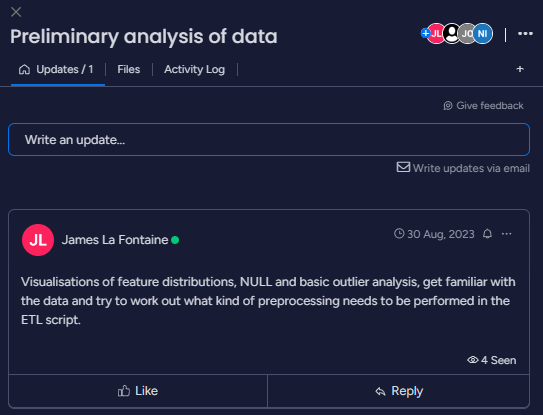 Preliminary analysis of data
JL JO NI
Updates / 1 Files Activity Log
Give feedback
Write an update...
Write updates via email
JL James La Fontaine 30 Aug, 2023
Visualisations of feature distributions, NULL and basic outlier analysis, get familiar with
the data and try to work out what kind of preprocessing needs to be performed in the
ETL script.
4 Seen
Like Reply